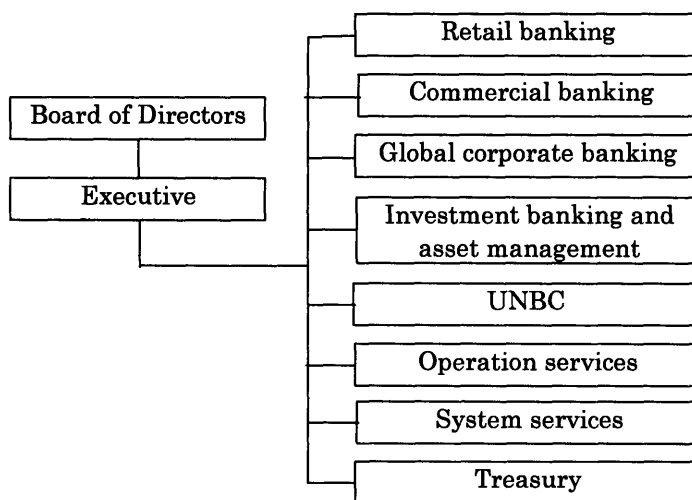 Board of Directors
Executive
Retail banking
Commercial banking
Global corporate banking
Investment banking and
asset management
UNBC
Operation services
System services
Treasury